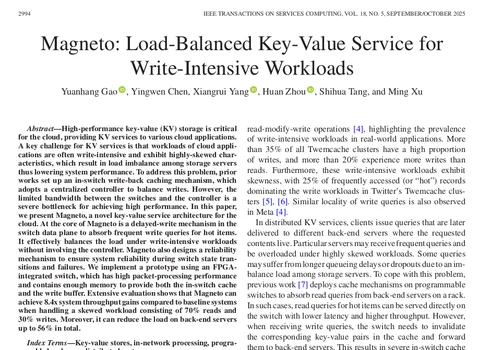 2994
IEEE TRANSACTIONS ON SERVICES COMPUTING, VOL. 18, NO. 5, SEPTEMBER/OCTOBER 2025
Magneto: Load-Balanced Key-Value Service for
Write-Intensive Workloads
Yuanhang Gao, Yingwen Chen, Xiangrui Yang, Huan Zhou, Shihua Tang, and Ming Xu
Abstract—High-performance key-value (KV) storage is critical
for the cloud, providing KV services to various cloud applications.
A key challenge for KV services is that workloads of cloud appli-
cations are often write-intensive and exhibit highly-skewed char-
acteristics, which result in load imbalance among storage servers
thus lowering system performance. To address this problem, prior
works set up an in-switch write-back caching mechanism, which
adopts a centralized controller to balance writes. However, the
limited bandwidth between the switches and the controller is a
severe bottleneck for achieving high performance. In this paper,
we present Magneto, a novel key-value service architecture for the
cloud. At the core of Magneto is a delayed-write mechanism in the
switch data plane to absorb frequent write queries for hot items.
It effectively balances the load under write-intensive workloads
without involving the controller. Magneto also designs a reliability
mechanism to ensure system reliability during switch state tran-
sitions and failures. We implement a prototype using an FPGA-
integrated switch, which has high packet-processing performance
and contains enough memory to provide both the in-switch cache
and the write buffer. Extensive evaluation shows that Magneto can
achieve 8.4x system throughput gains compared to baseline systems
when handling a skewed workload consisting of 70% reads and
30% writes. Moreover, it can reduce the load on back-end servers
up to 56% in total.
Index Terms—Key-value stores, in-network processing, progra-
read-modify-write operations [4], highlighting the prevalence
of write-intensive workloads in real-world applications. More
than 35% of all Twemcache clusters have a high proportion
of writes, and more than 20% experience more writes than
reads. Furthermore, these write-intensive workloads exhibit
skewness, with 25% of frequently accessed (or “hot”) records
dominating the write workloads in Twitter’s Twemcache clus-
ters [5], [6]. Similar locality of write queries is also observed
in Meta [4].
In distributed KV services, clients issue queries that are later
delivered to different back-end servers where the requested
contents live. Particular servers may receive frequent queries and
be overloaded under highly skewed workloads. Some queries
may suffer from longer queueing delays or dropouts due to an im-
balance load among storage servers. To cope with this problem,
previous work [7] deploys cache mechanisms on programmable
switches to absorb read queries from back-end servers on a rack.
In such cases, read queries for hot items can be served directly on
the switch with lower latency and higher throughput. However,
when receiving write queries, the switch needs to invalidate
the corresponding key-value pair in the cache and forward
them to back-end servers. This results in severe in-switch cache